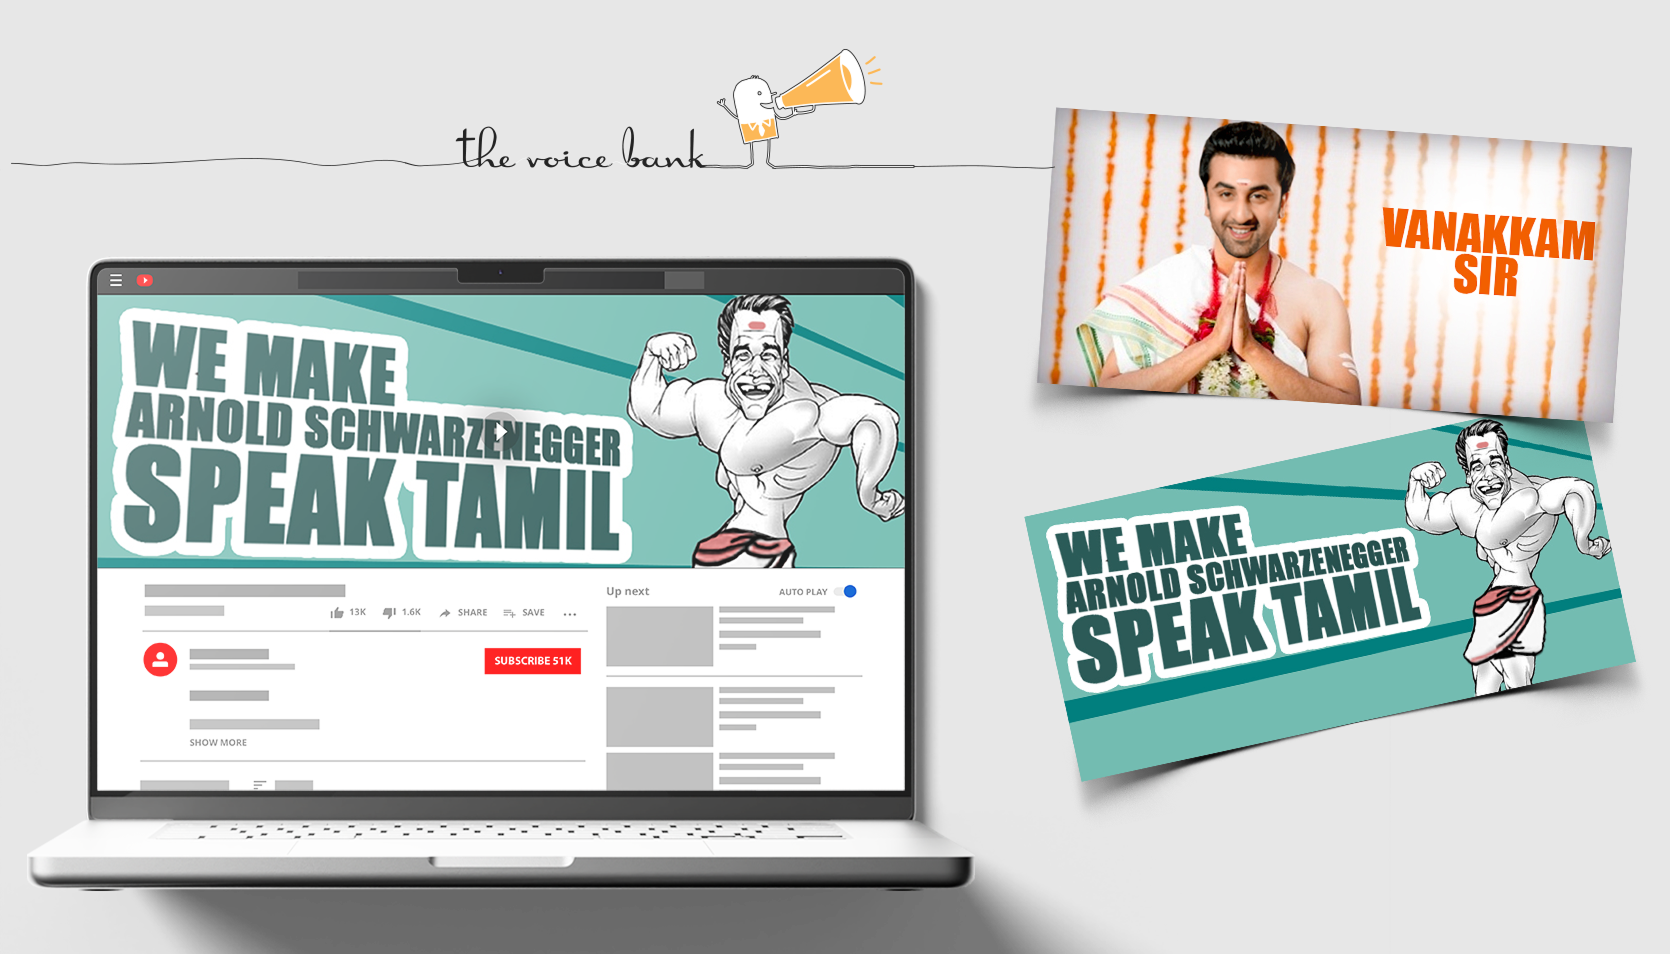 the voice bank
WE MAKE
ARNOLD SCHWARZENEGGER
SPEAK TAMIL
13K
1.6K
SHARE
SAVE
SUBSCRIBE 51K
SHOW MORE
Up next
AUTO PLAY
VANAKKAM
SIR
WE MAKE
ARNOLD SCHWARZENEGGER
SPEAK TAMIL